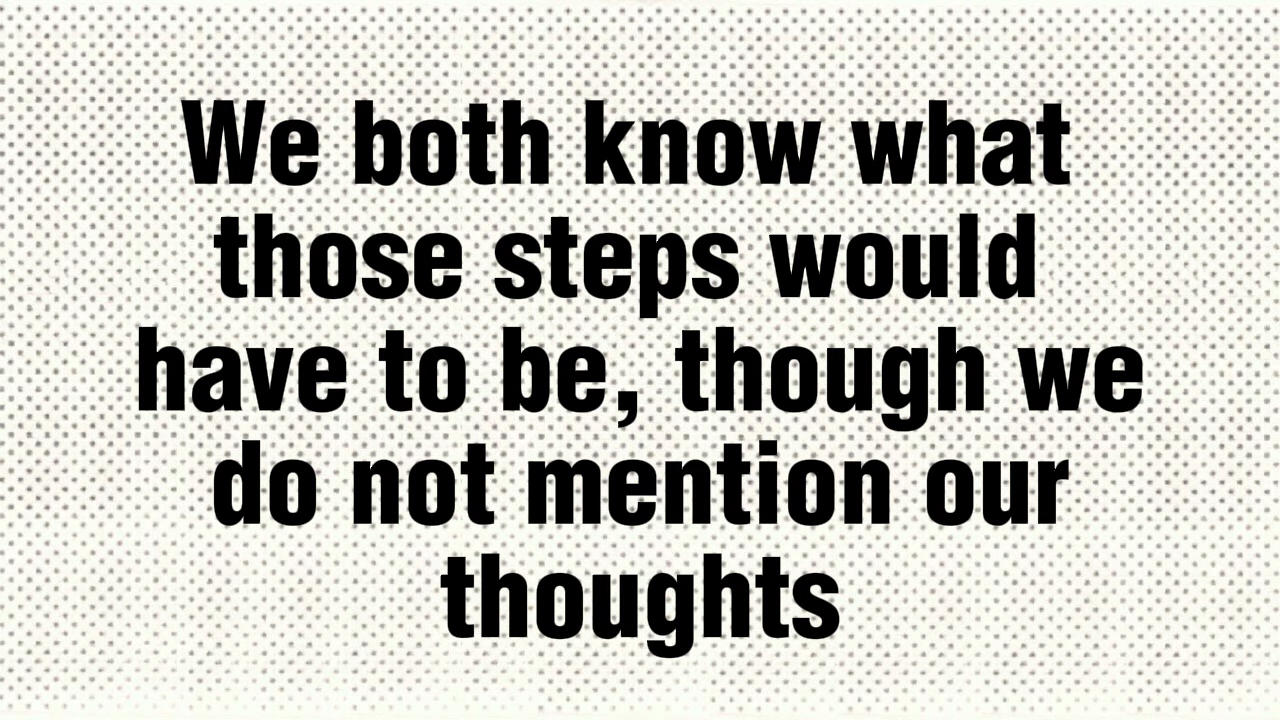 We both know what
those steps would
have to be, though we
do not mention our
thoughts